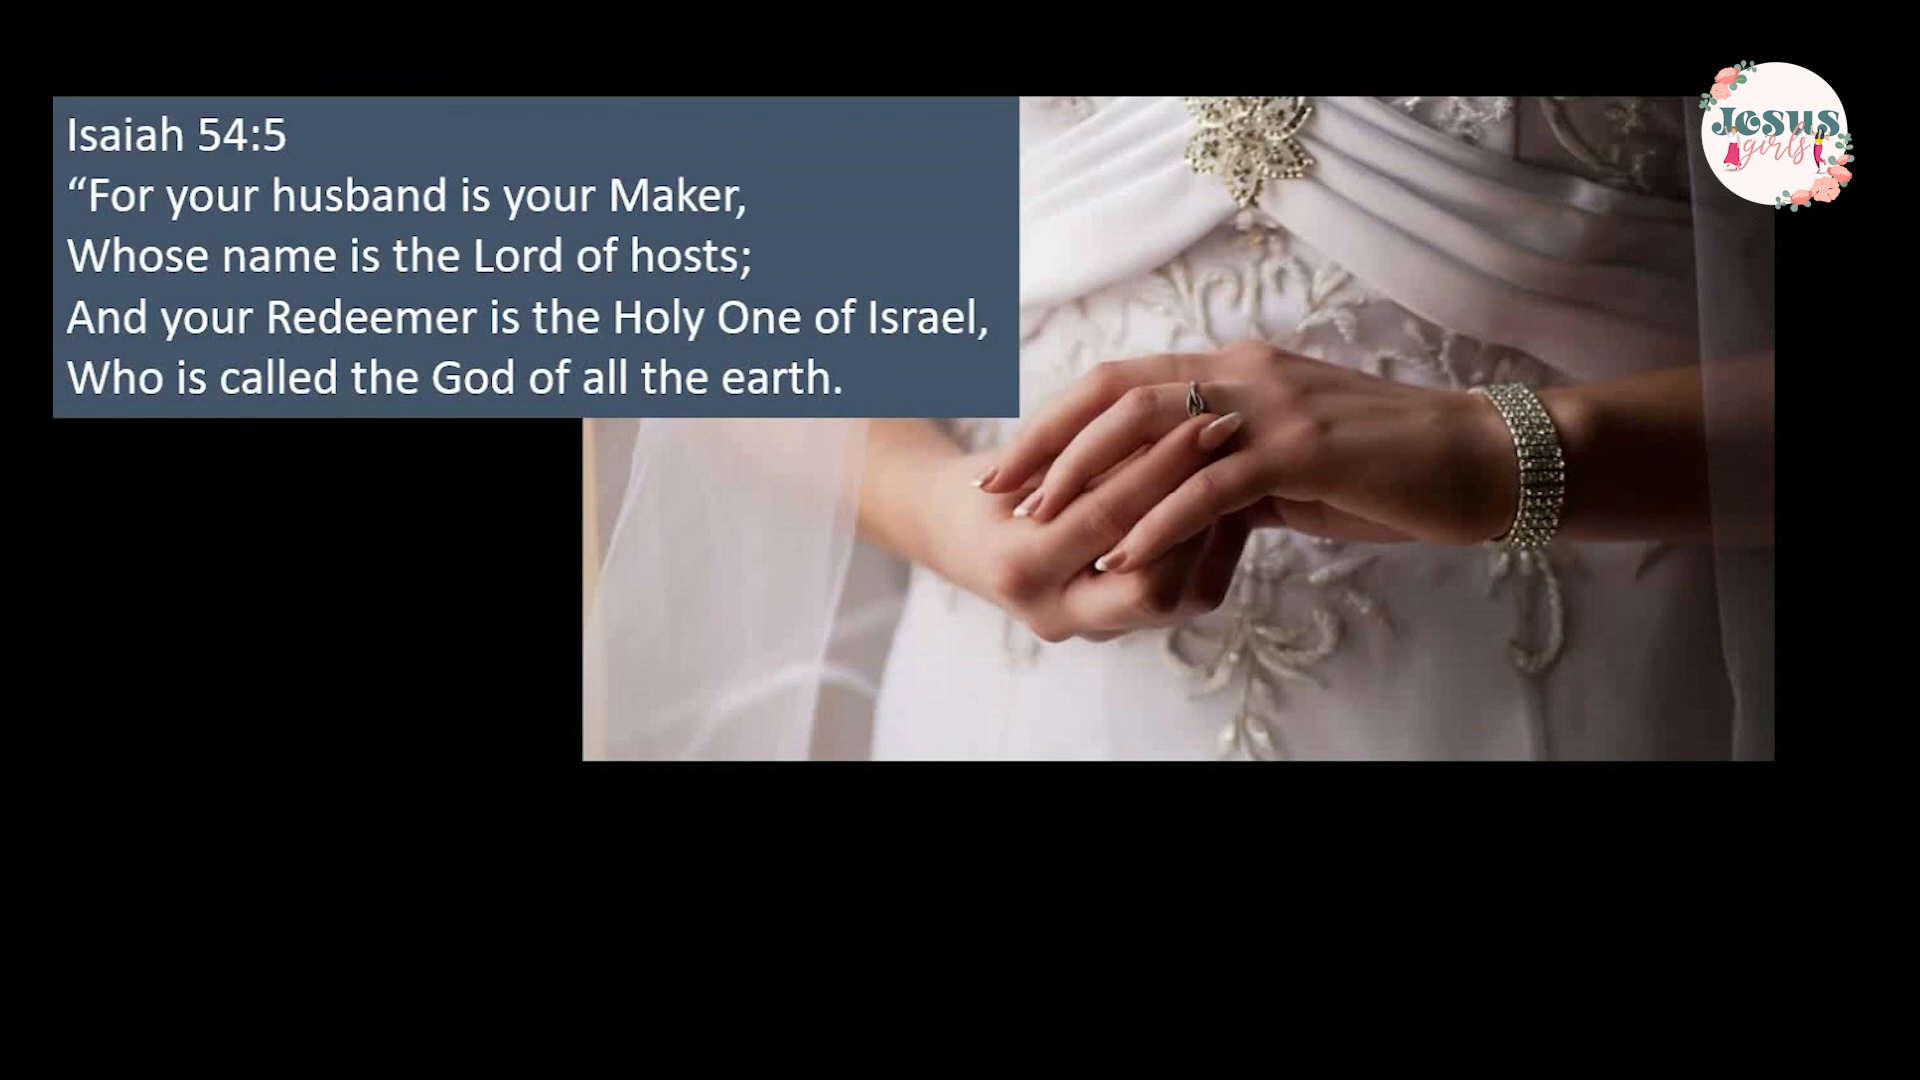 Isaiah 54:5
“For your husband is your Maker,
Whose name is the Lord of hosts;
And your Redeemer is the Holy One of Israel,
Who is called the God of all the earth.
Jesus
girls